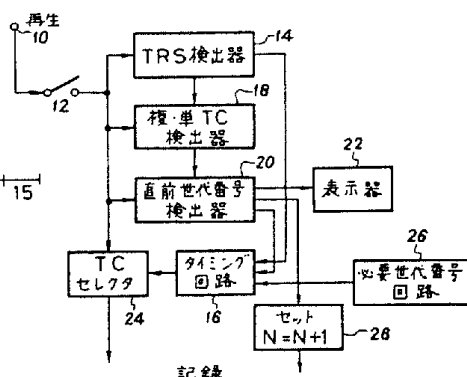 再生
10
12
TRS検出器
14
複・単TC
検出器
18
15
直前世代番号
検出器
20
表示器
22
TC
セレクタ
24
タイミング
回路
16
必要世代番号
回路
26
セット
N=N+1
28
記録